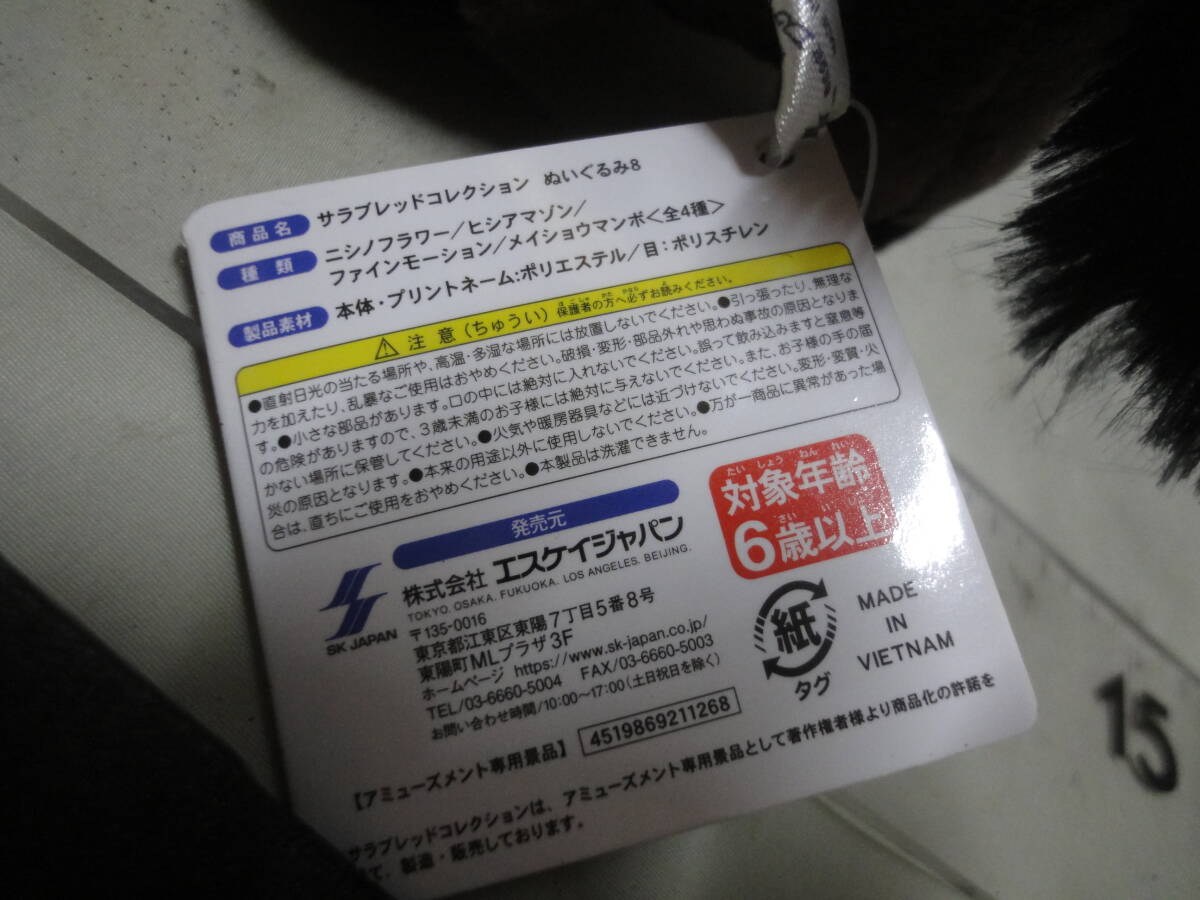 商品名 サラブレッドコレクション ぬいぐるみ8
種類 ニシノフラワー/ヒシアマゾン/
ファインモーション/メイショウマンボ<全4種>
製品素材 本体・プリントネーム:ポリエステル/目:ポリスチレン
注意(ちゅうい) 保護者の方へ必ずお読みください。
●直射日光の当たる場所や、高温・多湿な場所には放置しないでください。●引っ張ったり、無理な
力を加えたり、乱暴なご使用はおやめください。破損・変形・部品外れや思わぬ事故の原因となりま
す。●小さな部品があります。口の中には絶対に入れないでください。誤って飲み込みますと窒息等
の危険がありますので、3歳未満のお子様には絶対に与えないでください。また、お子様の手の届
かない場所に保管してください。●火気や暖房器具などには近づけないでください。変形・変質・火
災の原因となります。●本来の用途以外に使用しないでください。●万が一商品に異常があった場
合は、直ちにご使用をおやめください。●本製品は洗濯できません。
たいしょうねんれい
対象年齢
さいいじょう
6歳以上
発売元
SK JAPAN
株式会社 エスケイジャパン
TOKYO. OSAKA. FUKUOKA. LOS ANGELES. BEIJING.
〒135-0016
東京都江東区東陽7丁目5番8号
東陽町MLプラザ3F
ホームページ https://www.sk-japan.co.jp/
TEL/03-6660-5004 FAX/03-6660-5003
お問い合わせ時間/10:00~17:00(土日祝日を除く)
紙
タグ
MADE
IN
VIETNAM
【アミューズメント専用景品】 4519869211268
サラブレッドコレクションは、アミューズメント専用景品として著作権者様より商品化の許諾を
て、製造・販売しております。
15